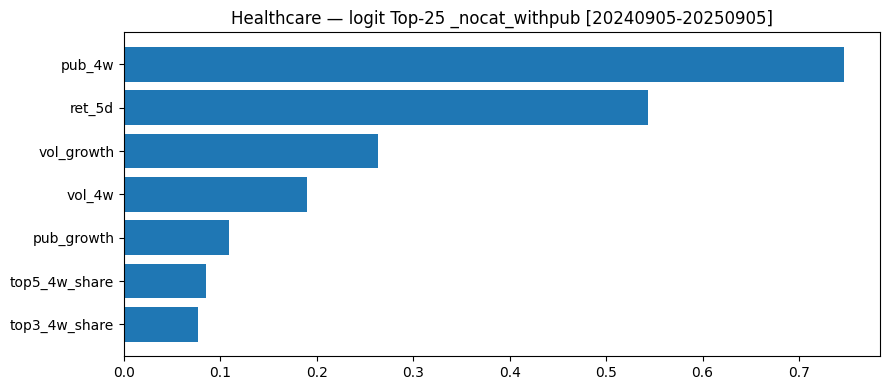 Healthcare — logit Top-25 _nocat_withpub [20240905-20250905]
pub_4w
ret_5d
vol_growth
vol_4w
pub_growth
top5_4w_share
top3_4w_share
0.0 0.1 0.2 0.3 0.4 0.5 0.6 0.7